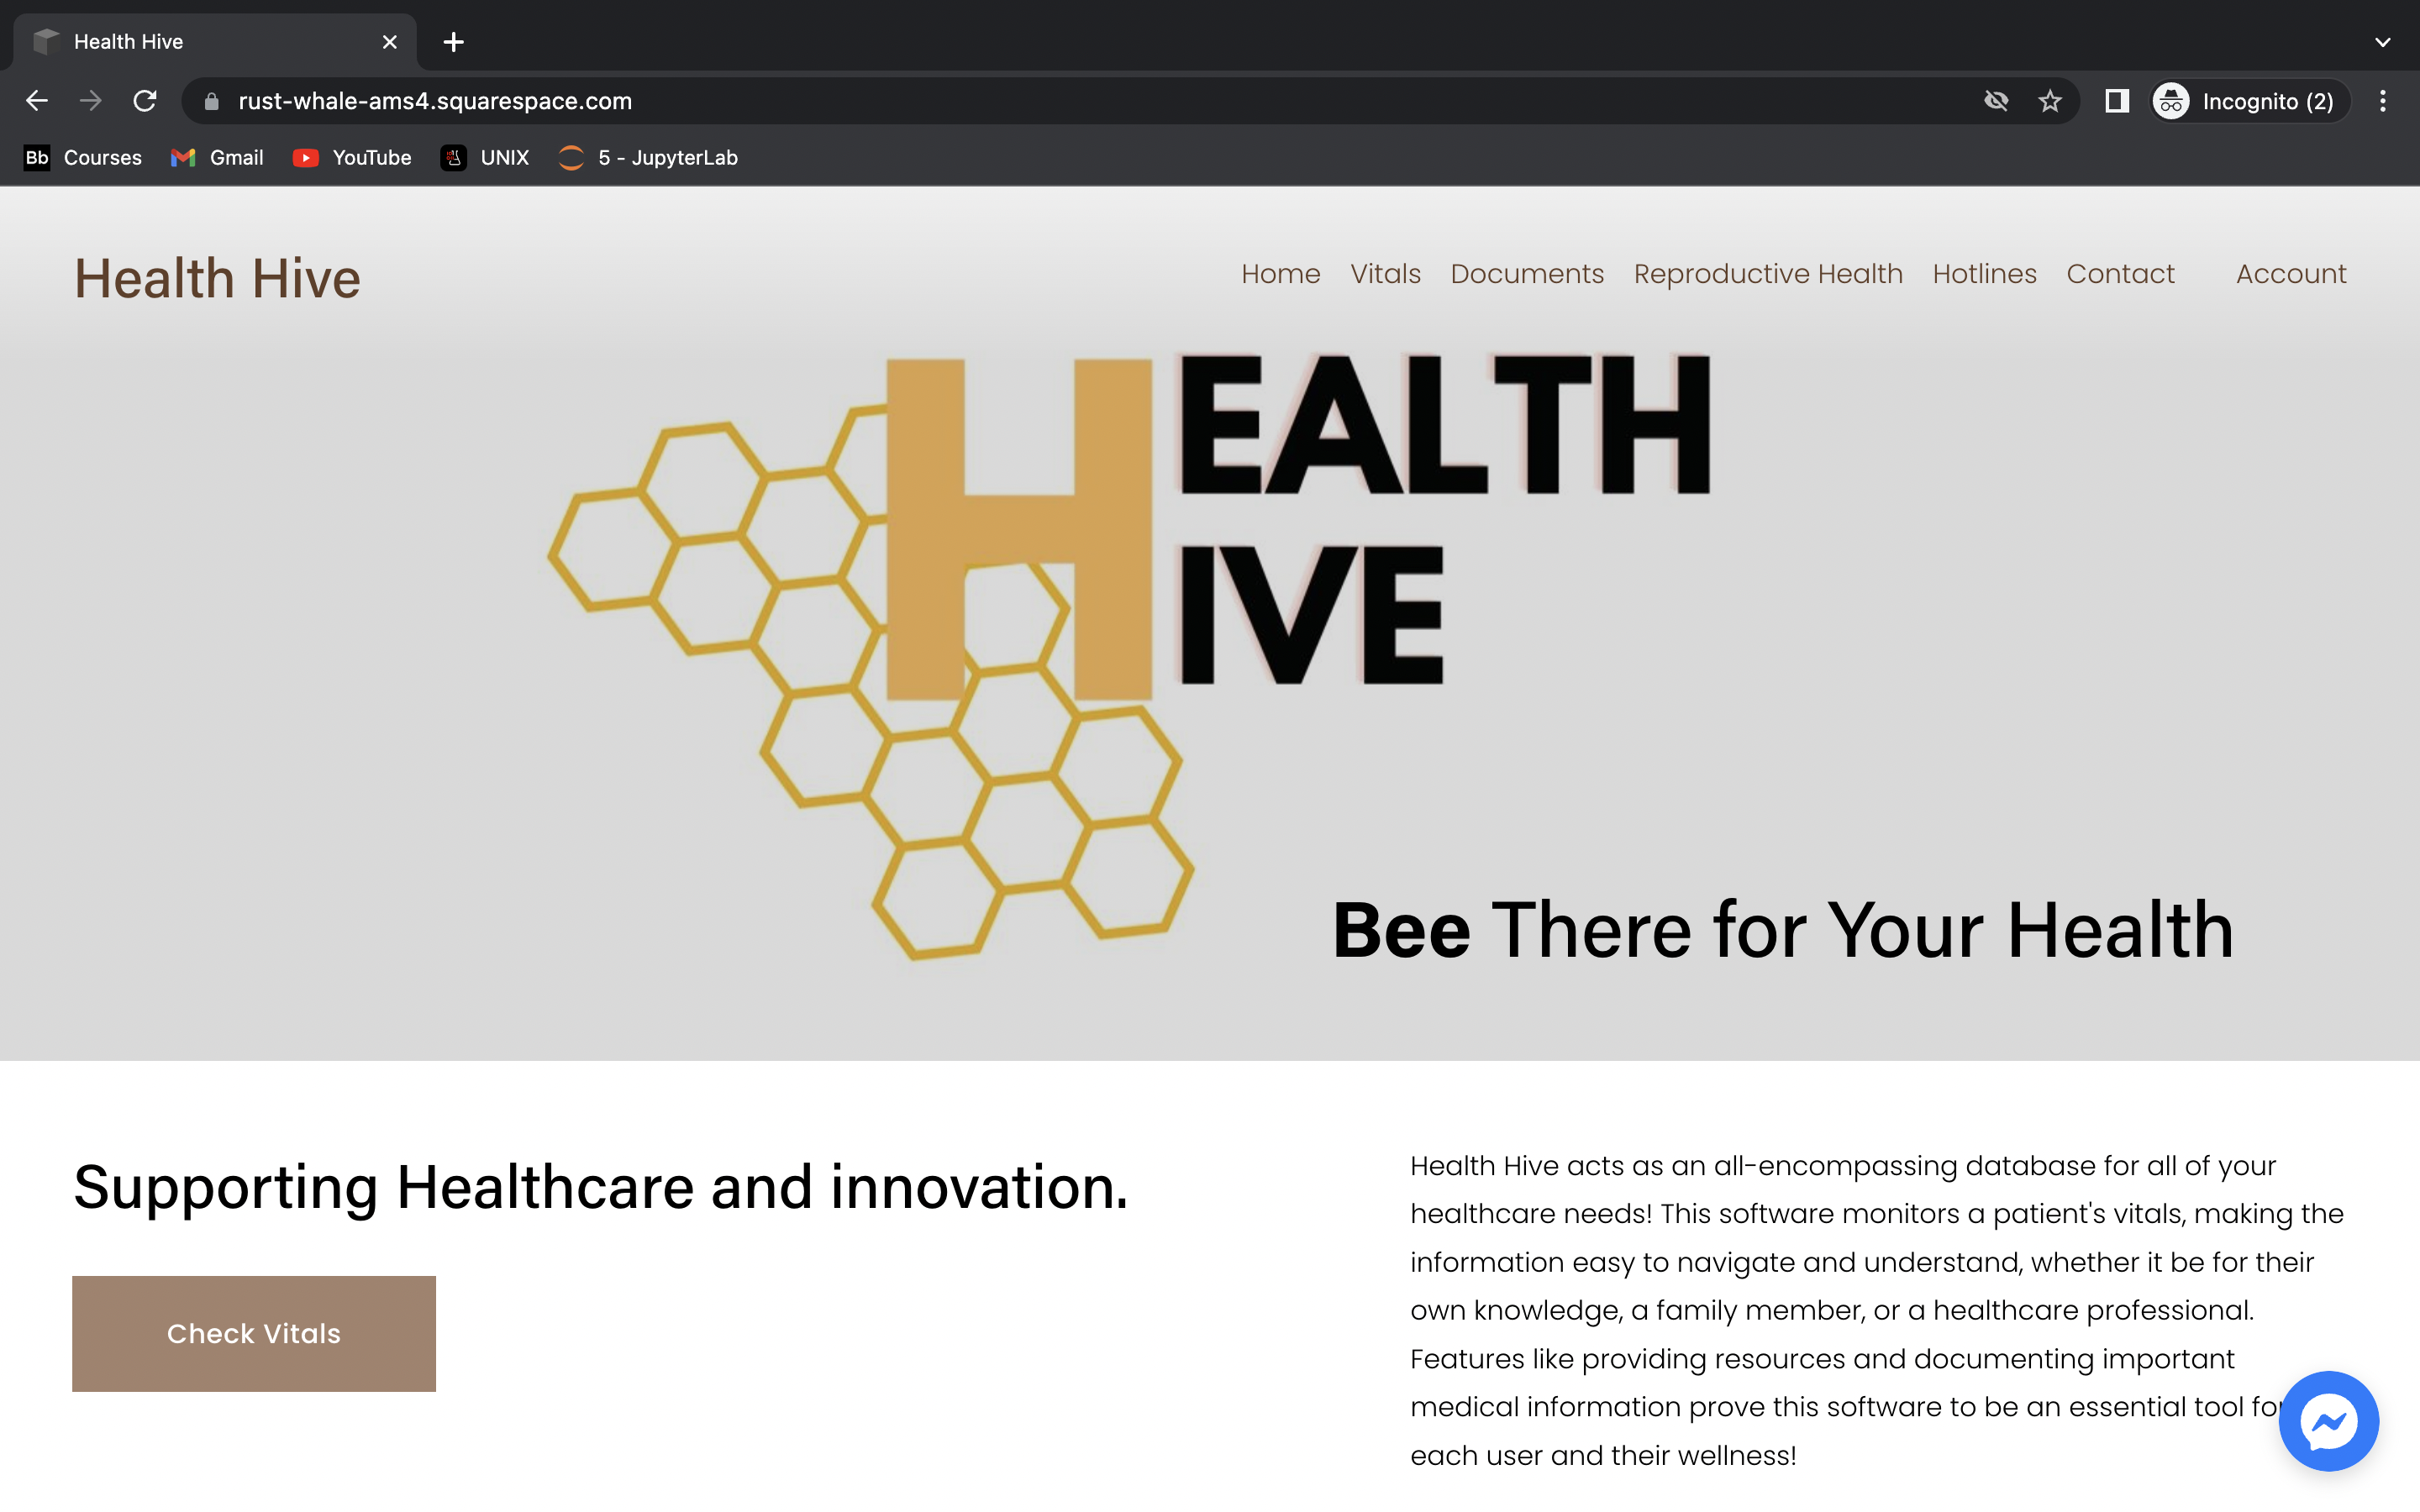 Health Hive
rust-whale-ams4.squarespace.com
Incognito (2)
Bb Courses Gmail YouTube UNIX 5 - JupyterLab
Health Hive
Home Vitals Documents Reproductive Health Hotlines Contact Account
HEALTH
HIVE
Bee There for Your Health
Supporting Healthcare and innovation.
Check Vitals
Health Hive acts as an all-encompassing database for all of your
healthcare needs! This software monitors a patient's vitals, making the
information easy to navigate and understand, whether it be for their
own knowledge, a family member, or a healthcare professional.
Features like providing resources and documenting important
medical information prove this software to be an essential tool for
each user and their wellness!